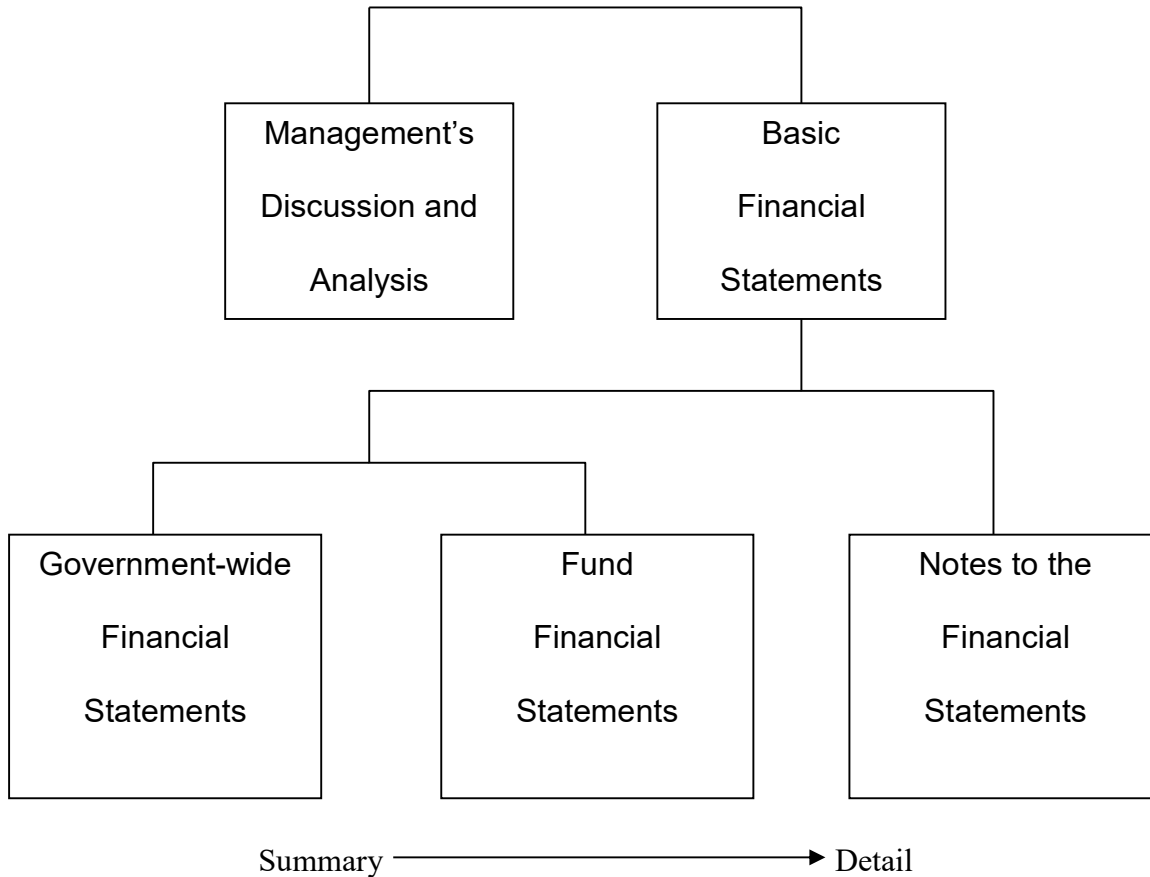 Management’s
Discussion and
Analysis
Basic
Financial
Statements
Government-wide
Financial
Statements
Fund
Financial
Statements
Notes to the
Financial
Statements
Summary
Detail